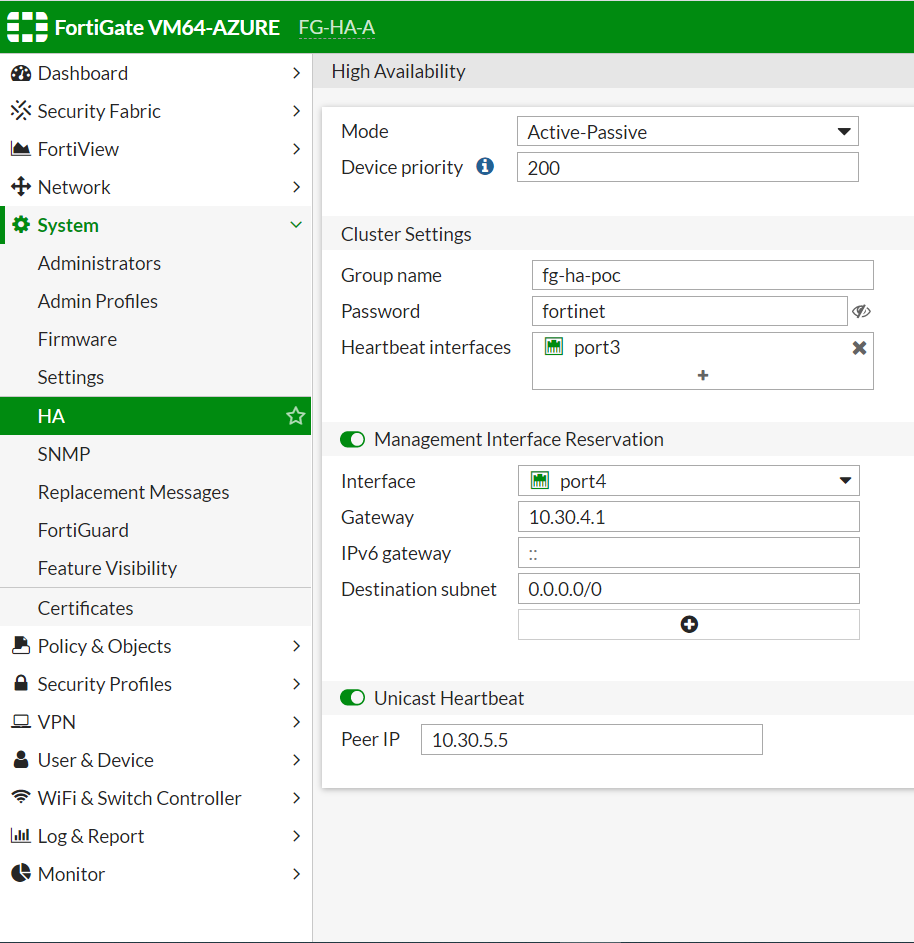 FortiGate VM64-AZURE FG-HA-A
Dashboard
Security Fabric
FortiView
Network
System
Administrators
Admin Profiles
Firmware
Settings
HA
SNMP
Replacement Messages
FortiGuard
Feature Visibility
Certificates
Policy & Objects
Security Profiles
VPN
User & Device
WiFi & Switch Controller
Log & Report
Monitor
High Availability
Mode Active-Passive
Device priority 200
Cluster Settings
Group name fg-ha-poc
Password fortinet
Heartbeat interfaces port3
+
Management Interface Reservation
Interface port4
Gateway 10.30.4.1
IPv6 gateway ::
Destination subnet 0.0.0.0/0
Unicast Heartbeat
Peer IP 10.30.5.5